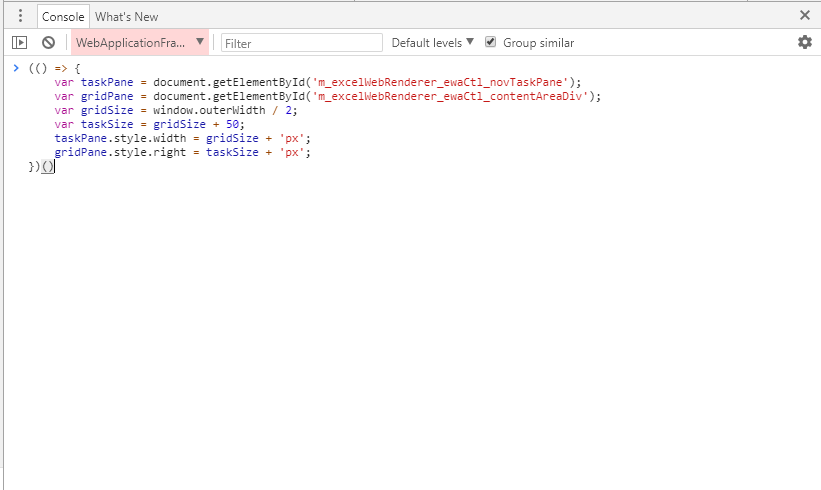 Console What's New
WebApplicationFra... Filter Default levels Group similar
(() => {
var taskPane = document.getElementById('m_excelWebRenderer_ewaCtl_novTaskPane');
var gridPane = document.getElementById('m_excelWebRenderer_ewaCtl_contentAreaDiv');
var gridSize = window.outerWidth / 2;
var taskSize = gridSize + 50;
taskPane.style.width = gridSize + 'px';
gridPane.style.right = taskSize + 'px';
})()